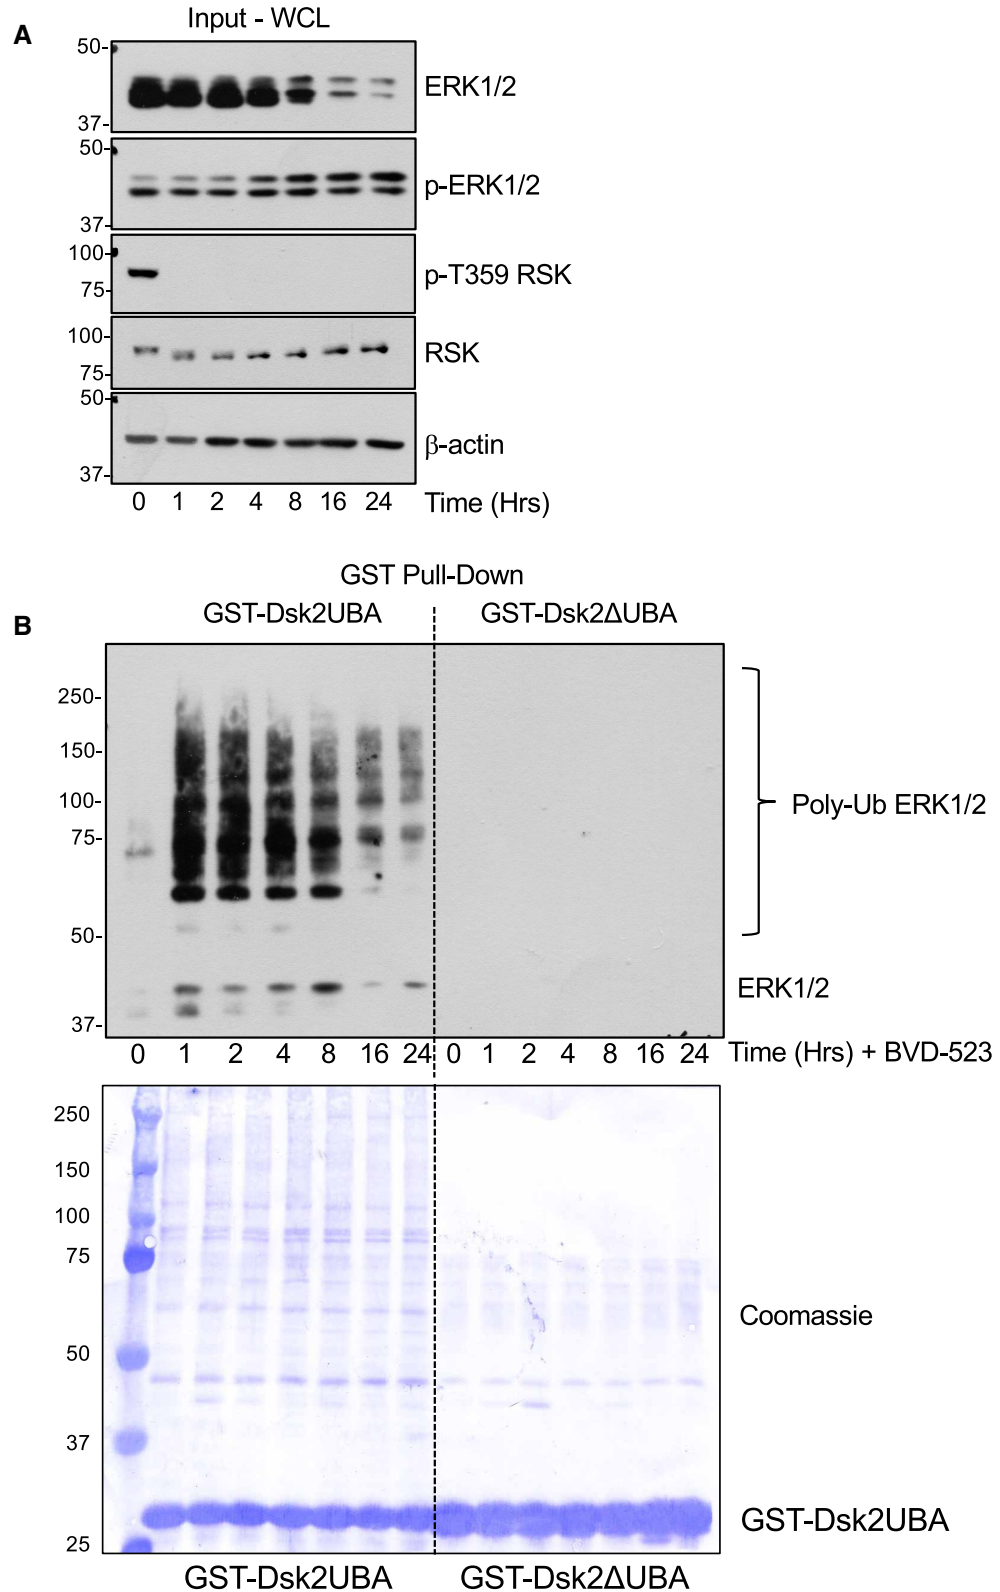 A
Input - WCL
50-
ERK1/2
37-
50-
p-ERK1/2
37-
100-
p-T359 RSK
75-
100-
RSK
75-
50-
β-actin
37-
0 1 2 4 8 16 24 Time (Hrs)
GST Pull-Down
B
GST-Dsk2UBA GST-Dsk2ΔUBA
250-
150-
100-
Poly-Ub ERK1/2
75-
50-
ERK1/2
37-
0 1 2 4 8 16 24 0 1 2 4 8 16 24 Time (Hrs) + BVD-523
250
150
100
75
Coomassie
50
37
GST-Dsk2UBA
25
GST-Dsk2UBA GST-Dsk2ΔUBA